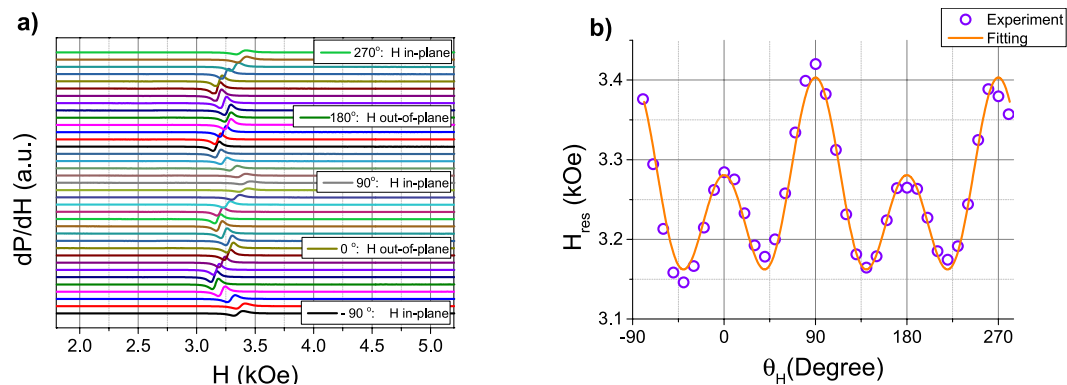 a)
270°: H in-plane
180°: H out-of-plane
90°: H in-plane
0 °: H out-of-plane
- 90 °: H in-plane
dP/dH (a.u.)
2.0 2.5 3.0 3.5 4.0 4.5 5.0
H (kOe)
b)
Experiment
Fitting
3.4
3.3
3.2
3.1
H_res (kOe)
-90 0 90 180 270
θ_H(Degree)